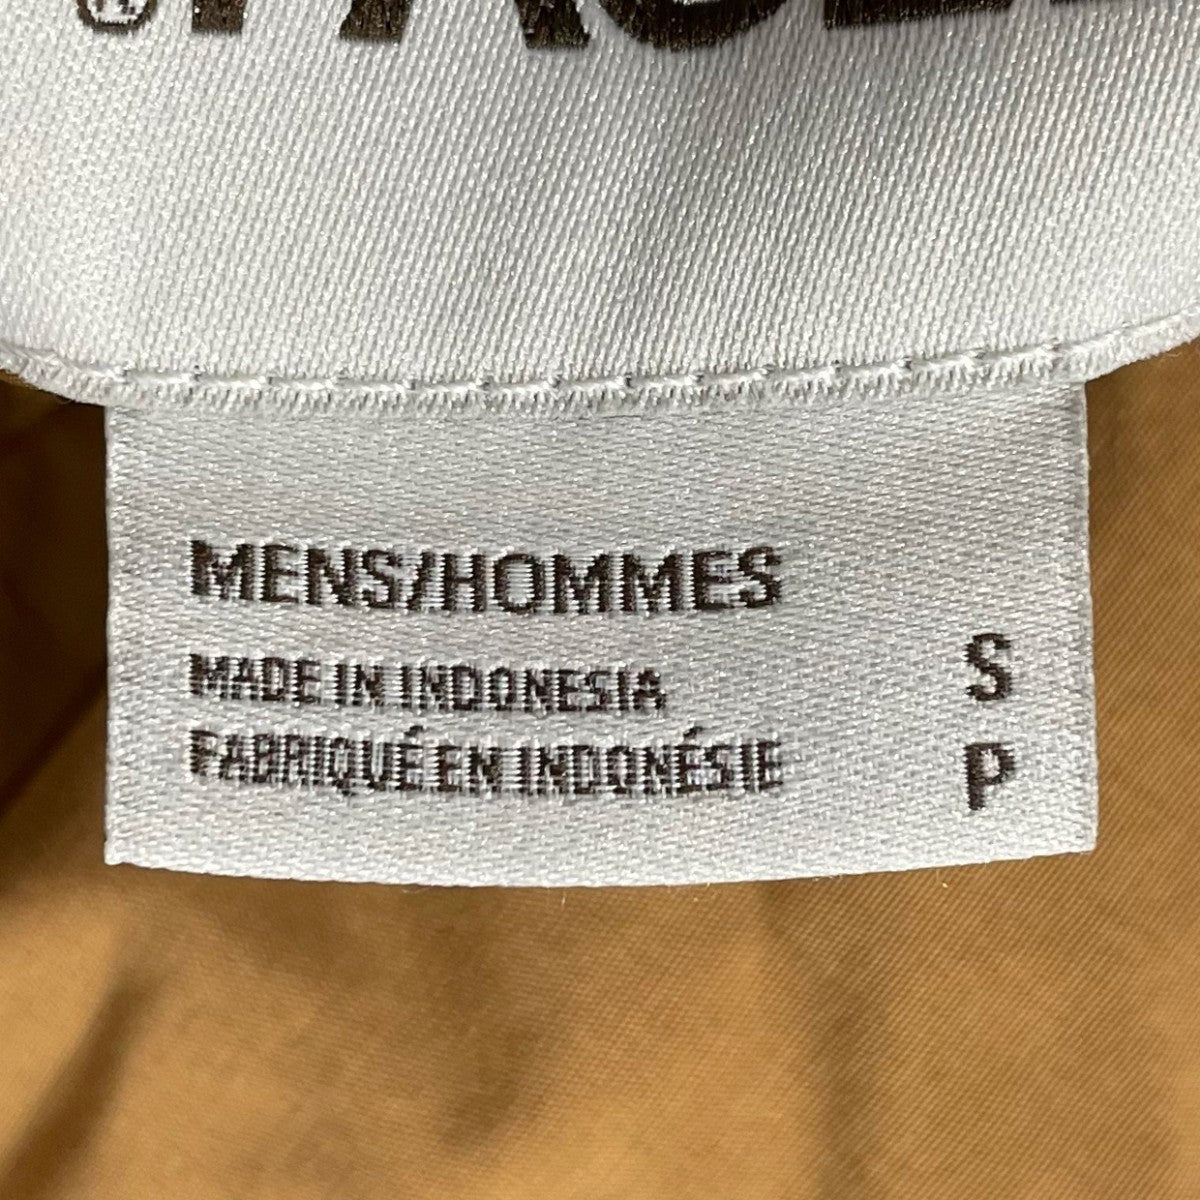 MENS/HOMMES
MADE IN INDONESIA
FABRIQUÉ EN INDONÉSIE
S
P